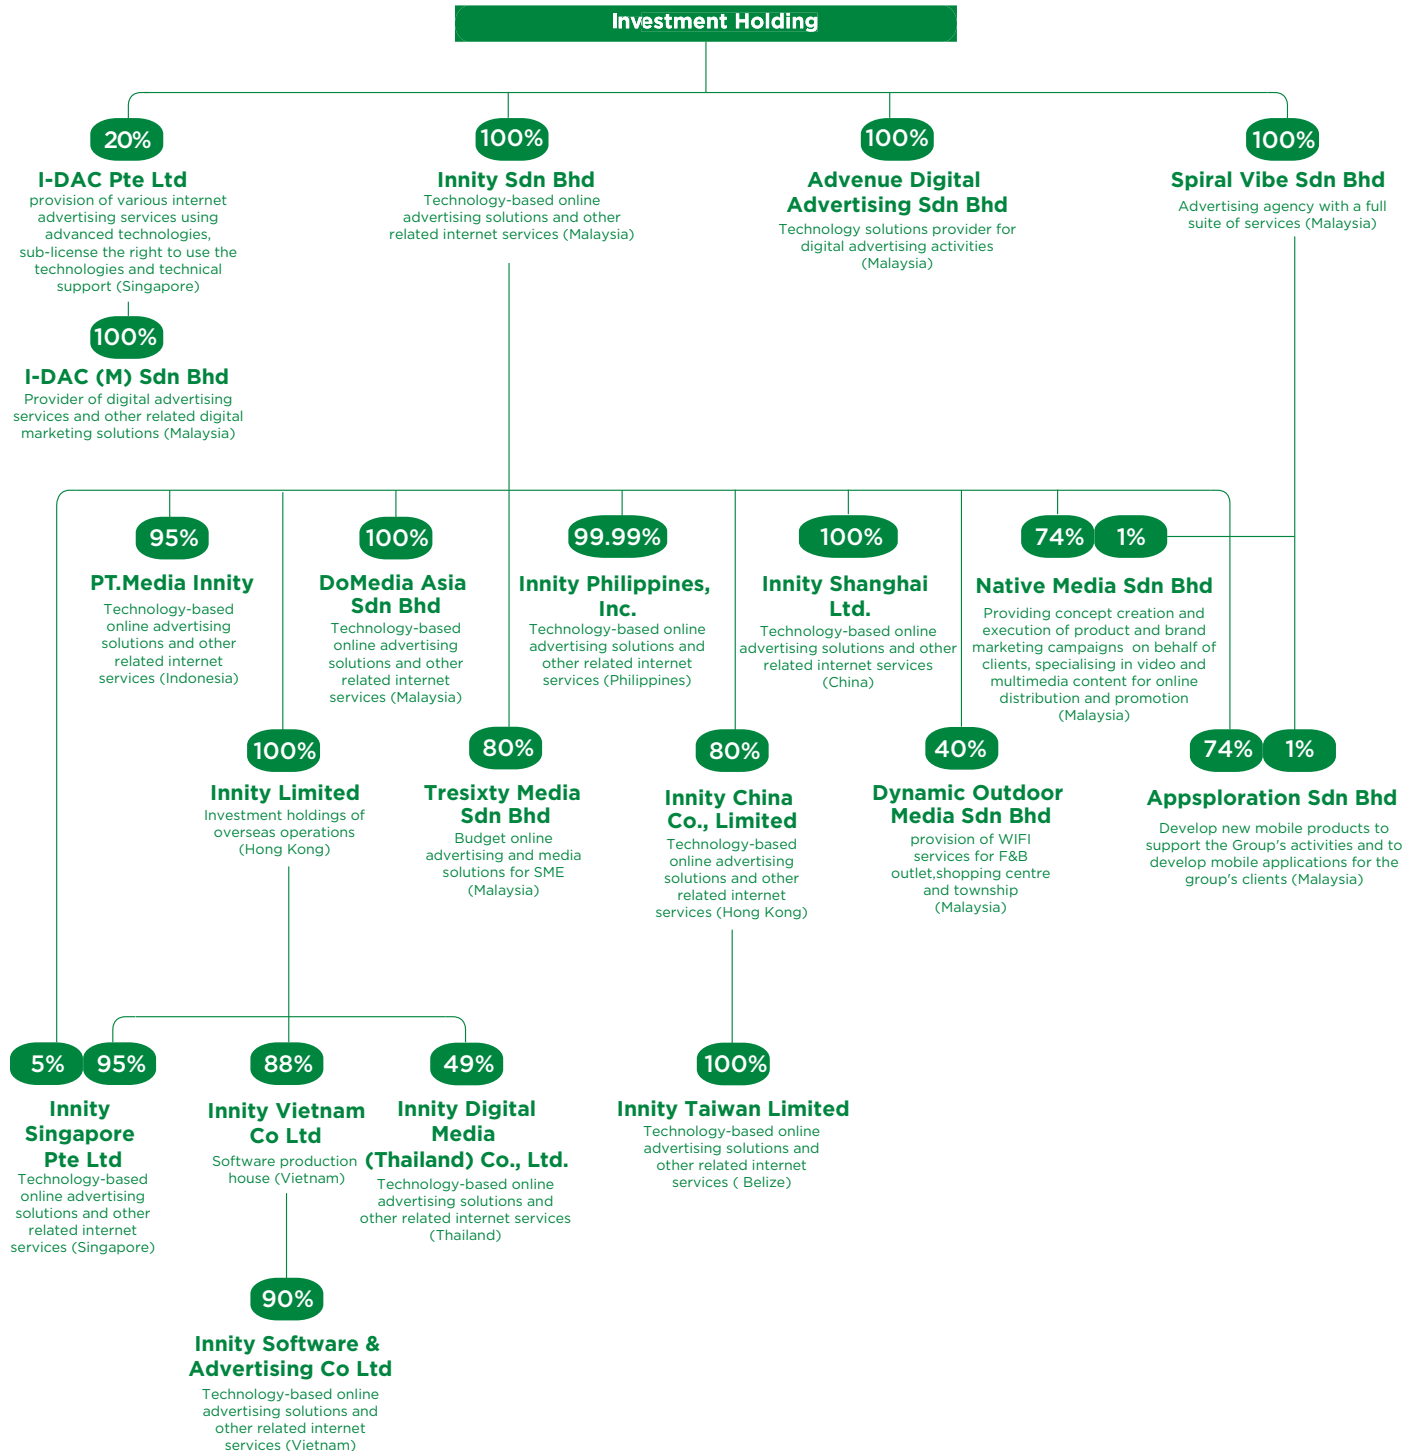 Investment Holding
20%
I-DAC Pte Ltd
provision of various internet
advertising services using
advanced technologies,
sub-license the right to use the
technologies and technical
support (Singapore)
100%
I-DAC (M) Sdn Bhd
Provider of digital advertising
services and other related digital
marketing solutions (Malaysia)
100%
Innity Sdn Bhd
Technology-based online
advertising solutions and other
related internet services (Malaysia)
100%
Advenue Digital
Advertising Sdn Bhd
Technology solutions provider for
digital advertising activities
(Malaysia)
100%
Spiral Vibe Sdn Bhd
Advertising agency with a full
suite of services (Malaysia)
95%
PT.Media Innity
Technology-based
online advertising
solutions and other
related internet
services (Indonesia)
100%
DoMedia Asia
Sdn Bhd
Technology-based
online advertising
solutions and other
related internet
services (Malaysia)
99.99%
Innity Philippines,
Inc.
Technology-based online
advertising solutions and
other related internet
services (Philippines)
100%
Innity Shanghai
Ltd.
Technology-based online
advertising solutions and other
related internet services
(China)
74% 1%
Native Media Sdn Bhd
Providing concept creation and
execution of product and brand
marketing campaigns  on behalf of
clients, specialising in video and
multimedia content for online
distribution and promotion
(Malaysia)
100%
Innity Limited
Investment holdings of
overseas operations
(Hong Kong)
80%
Tresixty Media
Sdn Bhd
Budget online
advertising and media
solutions for SME
(Malaysia)
80%
Innity China
Co., Limited
Technology-based
online advertising
solutions and other
related internet
services (Hong Kong)
40%
Dynamic Outdoor
Media Sdn Bhd
provision of WIFI
services for F&B
outlet,shopping centre
and township
(Malaysia)
74% 1%
Appsploration Sdn Bhd
Develop new mobile products to
support the Group's activities and to
develop mobile applications for the
group's clients (Malaysia)
5% 95%
Innity
Singapore
Pte Ltd
Technology-based
online advertising
solutions and other
related internet
services (Singapore)
88%
Innity Vietnam
Co Ltd
Software production
house (Vietnam)
49%
Innity Digital
Media
(Thailand) Co., Ltd.
Technology-based online
advertising solutions and
other related internet services
(Thailand)
100%
Innity Taiwan Limited
Technology-based online
advertising solutions and
other related internet
services ( Belize)
90%
Innity Software &
Advertising Co Ltd
Technology-based online
advertising solutions and
other related internet
services (Vietnam)